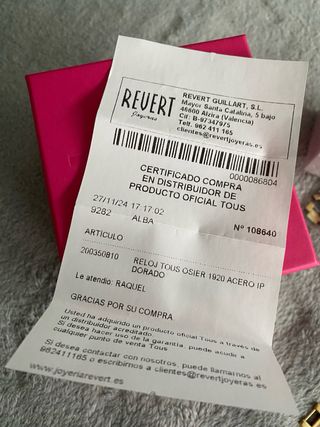 REVERT
Joyeros
REVERT GUILLART, S.L.
Mayor Santa Catalina, 5 bajo
46600 Alzira (Valencia)
Cif: B-97347975
Telf. 962 411 165
clientes@revertjoyeras.es
0000086804
CERTIFICADO COMPRA
EN DISTRIBUIDOR DE
PRODUCTO OFICIAL TOUS
27/11/24 17:17:02
9282 ALBA Nº 108640
ARTÍCULO
200350810 RELOJ TOUS OSIER 1920 ACERO IP
DORADO
Le atendio: RAQUEL
GRACIAS POR SU COMPRA
Usted ha adquirido un producto oficial Tous a través de
un distribuidor acreditado.
Si desea hacer uso de la garantía, puede acudir a
cualquier punto de venta Tous
Si desea contactar con nosotros, puede llamarnos al
962411165 o escribirnos a clientes@revertjoyeras.es
www.joyeriarevert.es